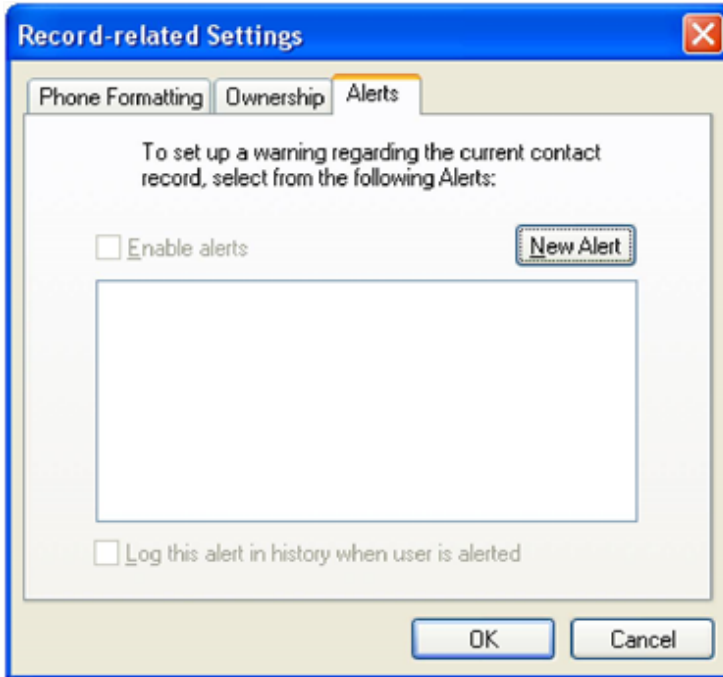 Record-related Settings
Phone Formatting Ownership Alerts
To set up a warning regarding the current contact
record, select from the following Alerts:
Enable alerts New Alert
Log this alert in history when user is alerted
OK Cancel